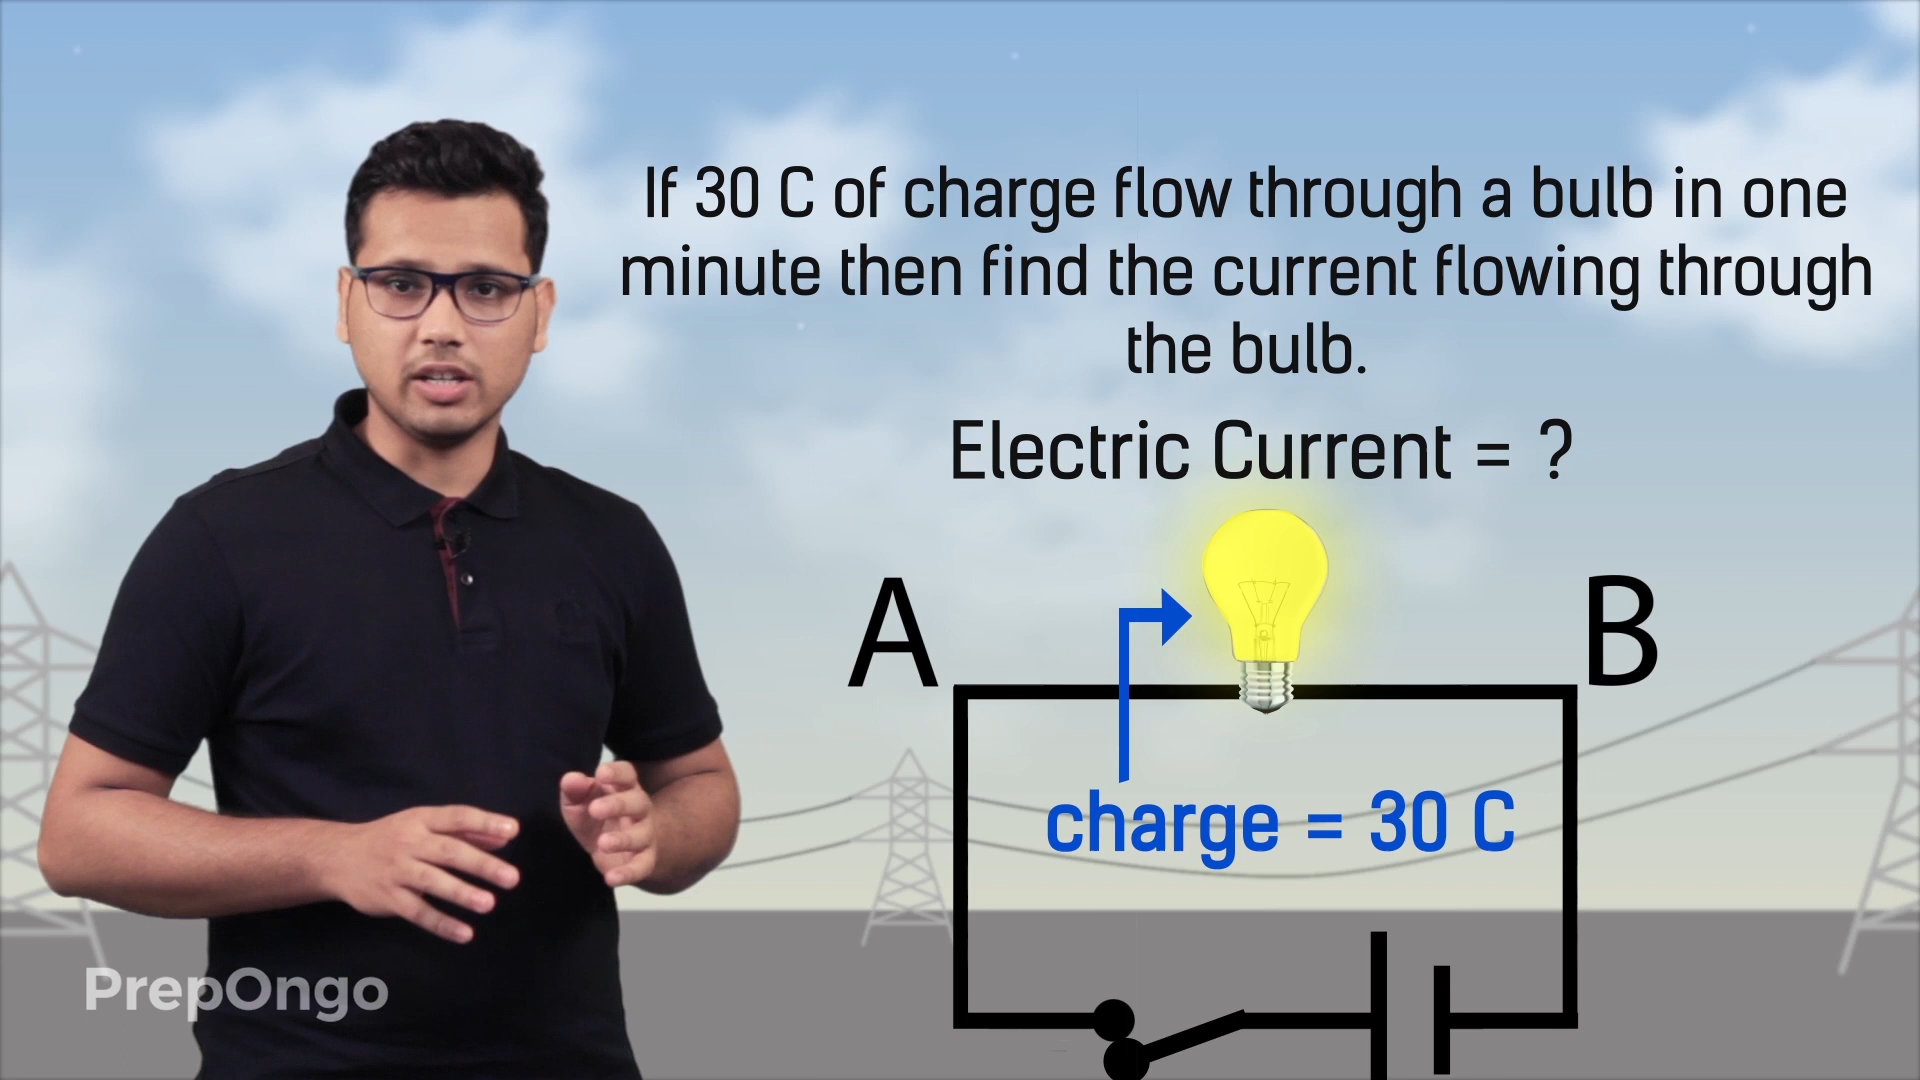 If 30 C of charge flow through a bulb in one
minute then find the current flowing through
the bulb.
Electric Current = ?
A
B
charge = 30 C
PrepOngo